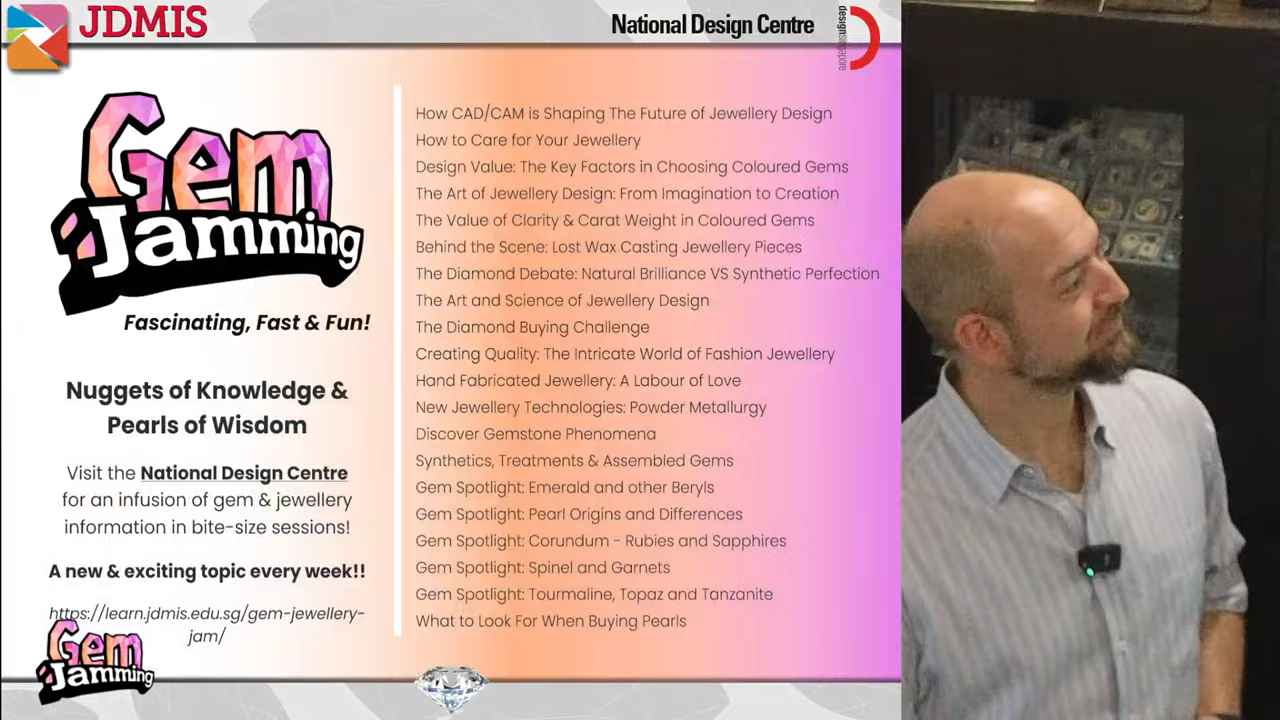 JDMIS
National Design Centre
designsingapore
Gem
Jamming
Fascinating, Fast & Fun!
Nuggets of Knowledge &
Pearls of Wisdom
Visit the National Design Centre
for an infusion of gem & jewellery
information in bite-size sessions!
A new & exciting topic every week!!
https://learn.jdmis.edu.sg/gem-jewellery-
jam/
Gem
Jamming
How CAD/CAM is Shaping The Future of Jewellery Design
How to Care for Your Jewellery
Design Value: The Key Factors in Choosing Coloured Gems
The Art of Jewellery Design: From Imagination to Creation
The Value of Clarity & Carat Weight in Coloured Gems
Behind the Scene: Lost Wax Casting Jewellery Pieces
The Diamond Debate: Natural Brilliance VS Synthetic Perfection
The Art and Science of Jewellery Design
The Diamond Buying Challenge
Creating Quality: The Intricate World of Fashion Jewellery
Hand Fabricated Jewellery: A Labour of Love
New Jewellery Technologies: Powder Metallurgy
Discover Gemstone Phenomena
Synthetics, Treatments & Assembled Gems
Gem Spotlight: Emerald and other Beryls
Gem Spotlight: Pearl Origins and Differences
Gem Spotlight: Corundum - Rubies and Sapphires
Gem Spotlight: Spinel and Garnets
Gem Spotlight: Tourmaline, Topaz and Tanzanite
What to Look For When Buying Pearls